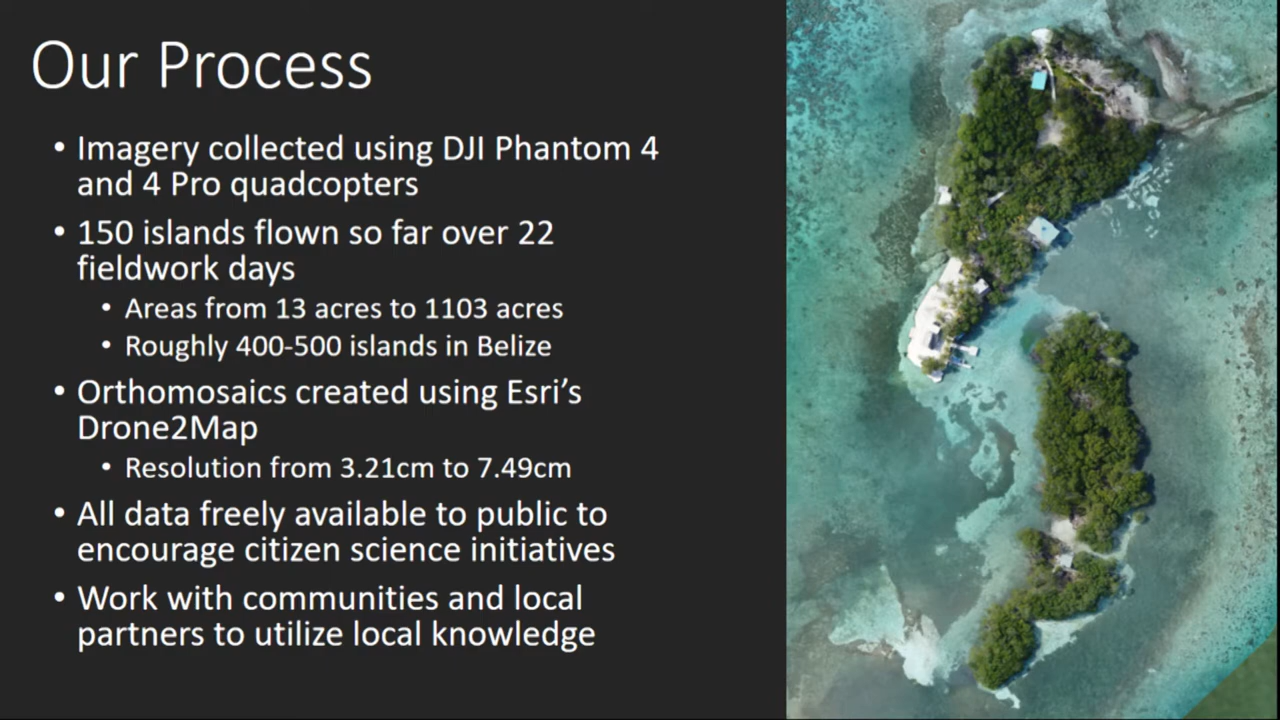 Our Process
• Imagery collected using DJI Phantom 4
and 4 Pro quadcopters
• 150 islands flown so far over 22
fieldwork days
• Areas from 13 acres to 1103 acres
• Roughly 400-500 islands in Belize
• Orthomosaics created using Esri’s
Drone2Map
• Resolution from 3.21cm to 7.49cm
• All data freely available to public to
encourage citizen science initiatives
• Work with communities and local
partners to utilize local knowledge